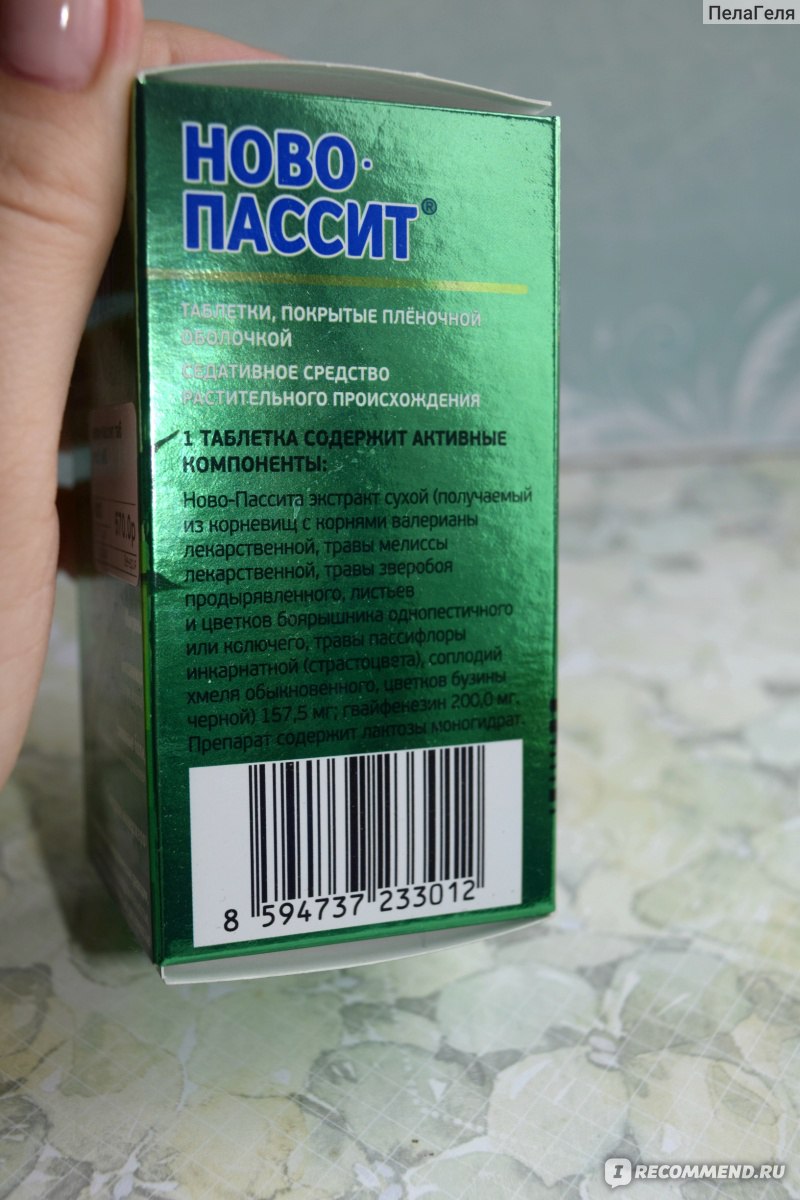 ПелаГеля
НОВО-
ПАССИТ®
ТАБЛЕТКИ, ПОКРЫТЫЕ ПЛЁНОЧНОЙ
ОБОЛОЧКОЙ
СЕДАТИВНОЕ СРЕДСТВО
РАСТИТЕЛЬНОГО ПРОИСХОЖДЕНИЯ
1 ТАБЛЕТКА СОДЕРЖИТ АКТИВНЫЕ
КОМПОНЕНТЫ:
Ново-Пассита экстракт сухой (получаемый
из корневищ с корнями валерианы
лекарственной, травы мелиссы
лекарственной, травы зверобоя
продырявленного, листьев
и цветков боярышника однопестичного
или колючего, травы пассифлоры
инкарнатной (страстоцвета), соплодий
хмеля обыкновенного, цветков бузины
черной) 157,5 мг; гвайфенезин 200,0 мг.
Препарат содержит лактозы моногидрат.
570.0р
8 594737 233012
IRECOMMEND.RU